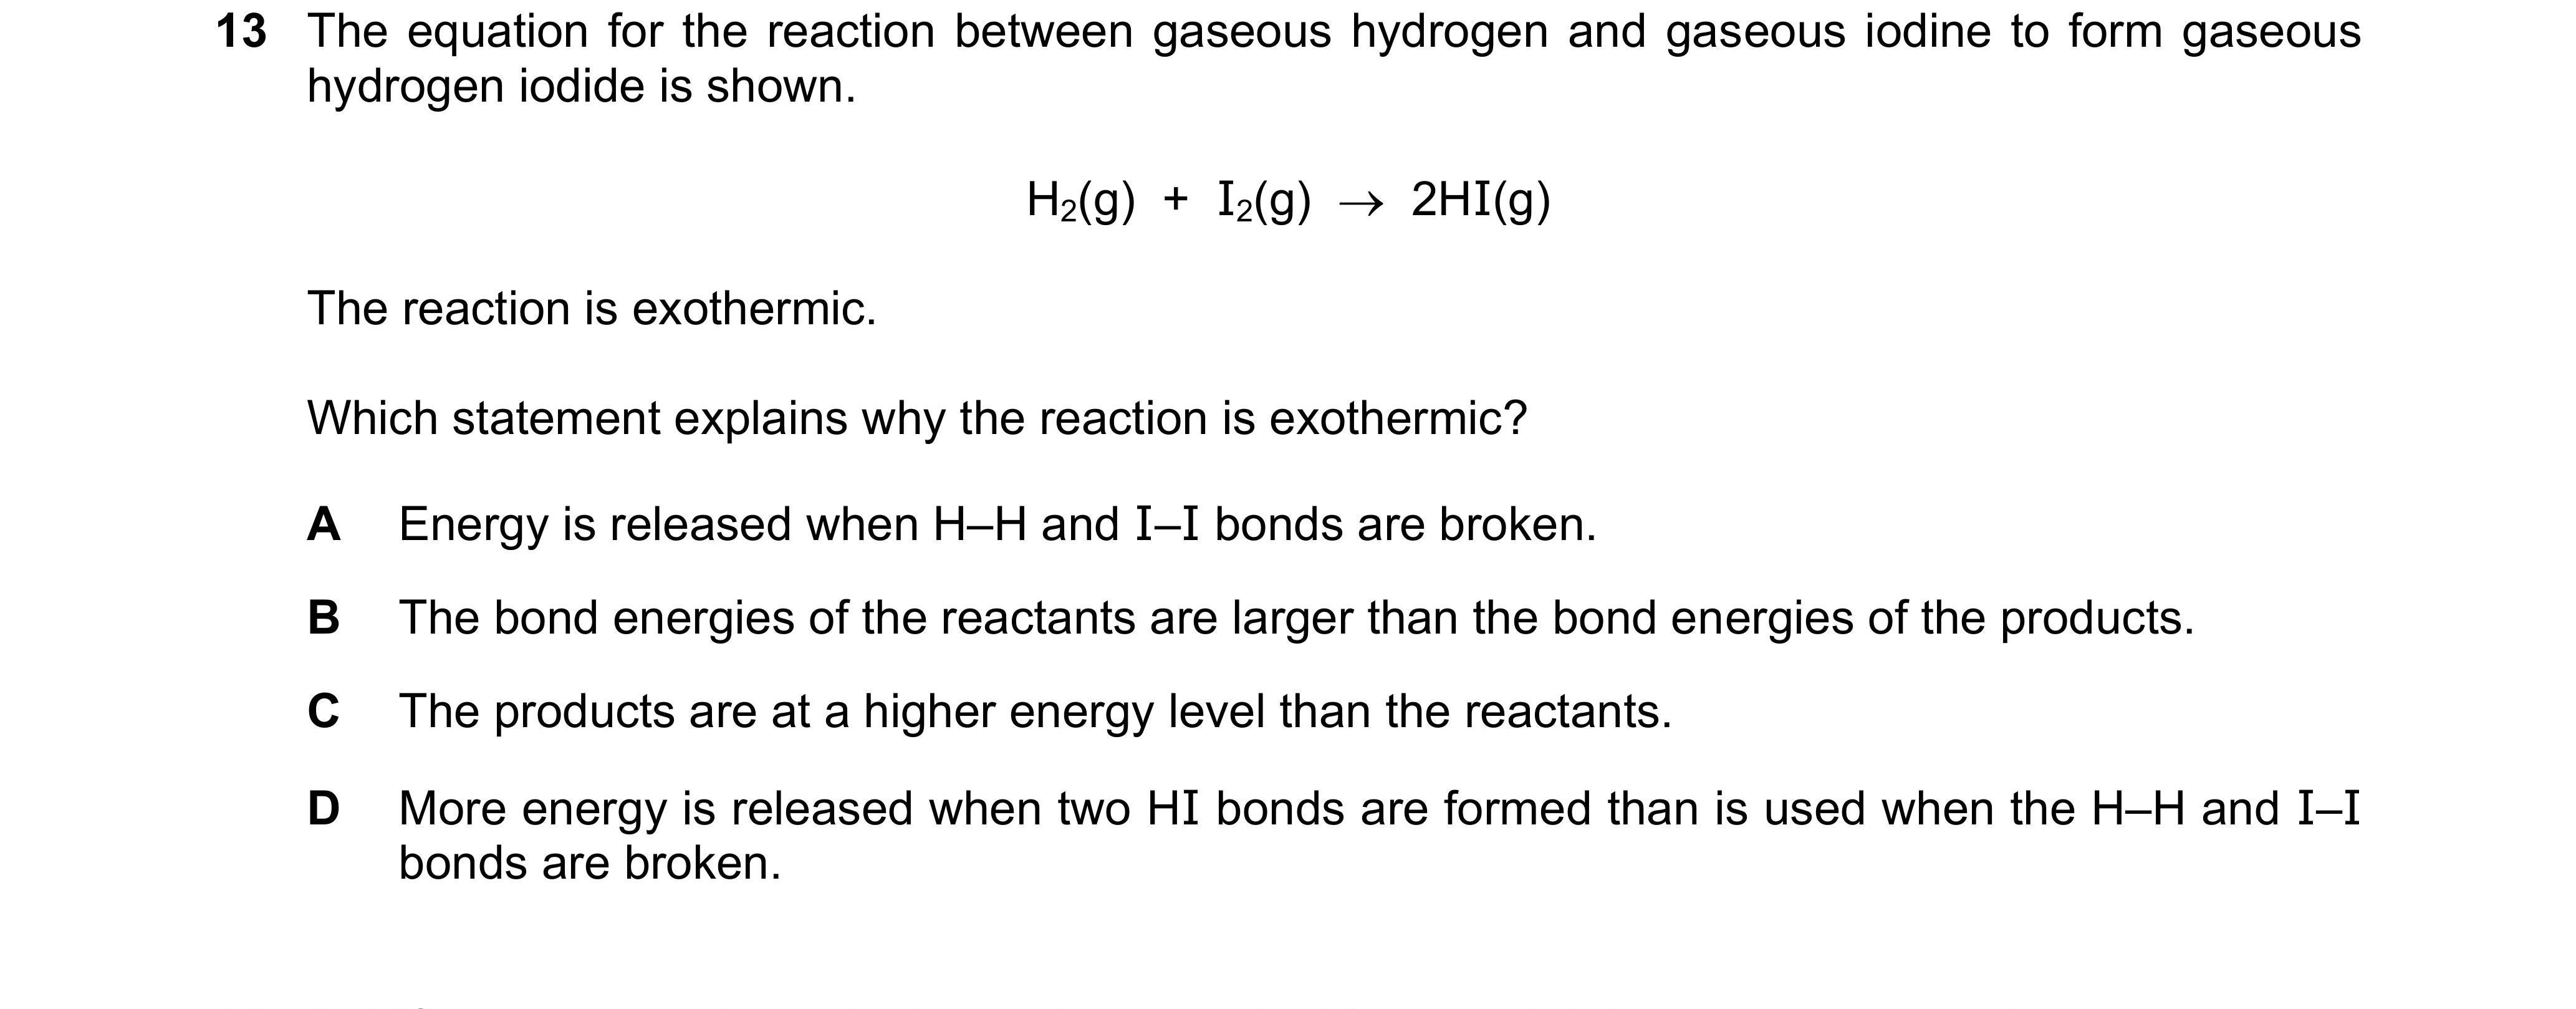 13 The equation for the reaction between gaseous hydrogen and gaseous iodine to form gaseous
hydrogen iodide is shown.
H₂(g) + I₂(g) → 2HI(g)
The reaction is exothermic.
Which statement explains why the reaction is exothermic?
A Energy is released when H–H and I–I bonds are broken.
B The bond energies of the reactants are larger than the bond energies of the products.
C The products are at a higher energy level than the reactants.
D More energy is released when two HI bonds are formed than is used when the H–H and I–I
bonds are broken.